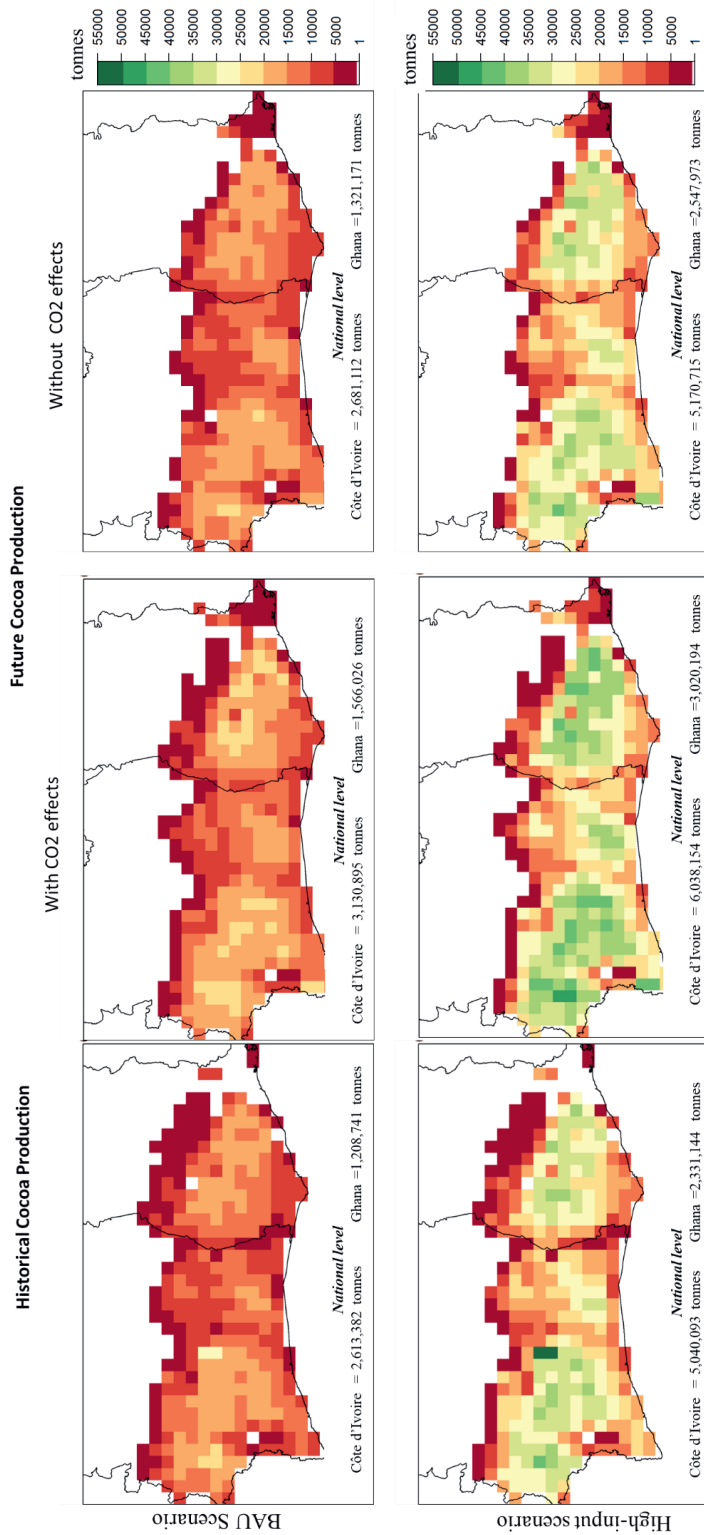 Future Cocoa Production
Historical Cocoa Production
With CO2 effects
Without CO2 effects
BAU Scenario
National level
Côte d'Ivoire = 2,613,382 tonnes
Ghana =1,208,741 tonnes
National level
Côte d'Ivoire = 3,130,895 tonnes
Ghana =1,566,026 tonnes
National level
Côte d'Ivoire = 2,681,112 tonnes
Ghana =1,321,171 tonnes
tonnes
55000
50000
45000
40000
35000
30000
25000
20000
15000
10000
5000
1
High-input scenario
National level
Côte d'Ivoire = 5,040,093 tonnes
Ghana =2,331,144 tonnes
National level
Côte d'Ivoire = 6,038,154 tonnes
Ghana =3,020,194 tonnes
National level
Côte d'Ivoire = 5,170,715 tonnes
Ghana =2,547,973 tonnes
tonnes
55000
50000
45000
40000
35000
30000
25000
20000
15000
10000
5000
1